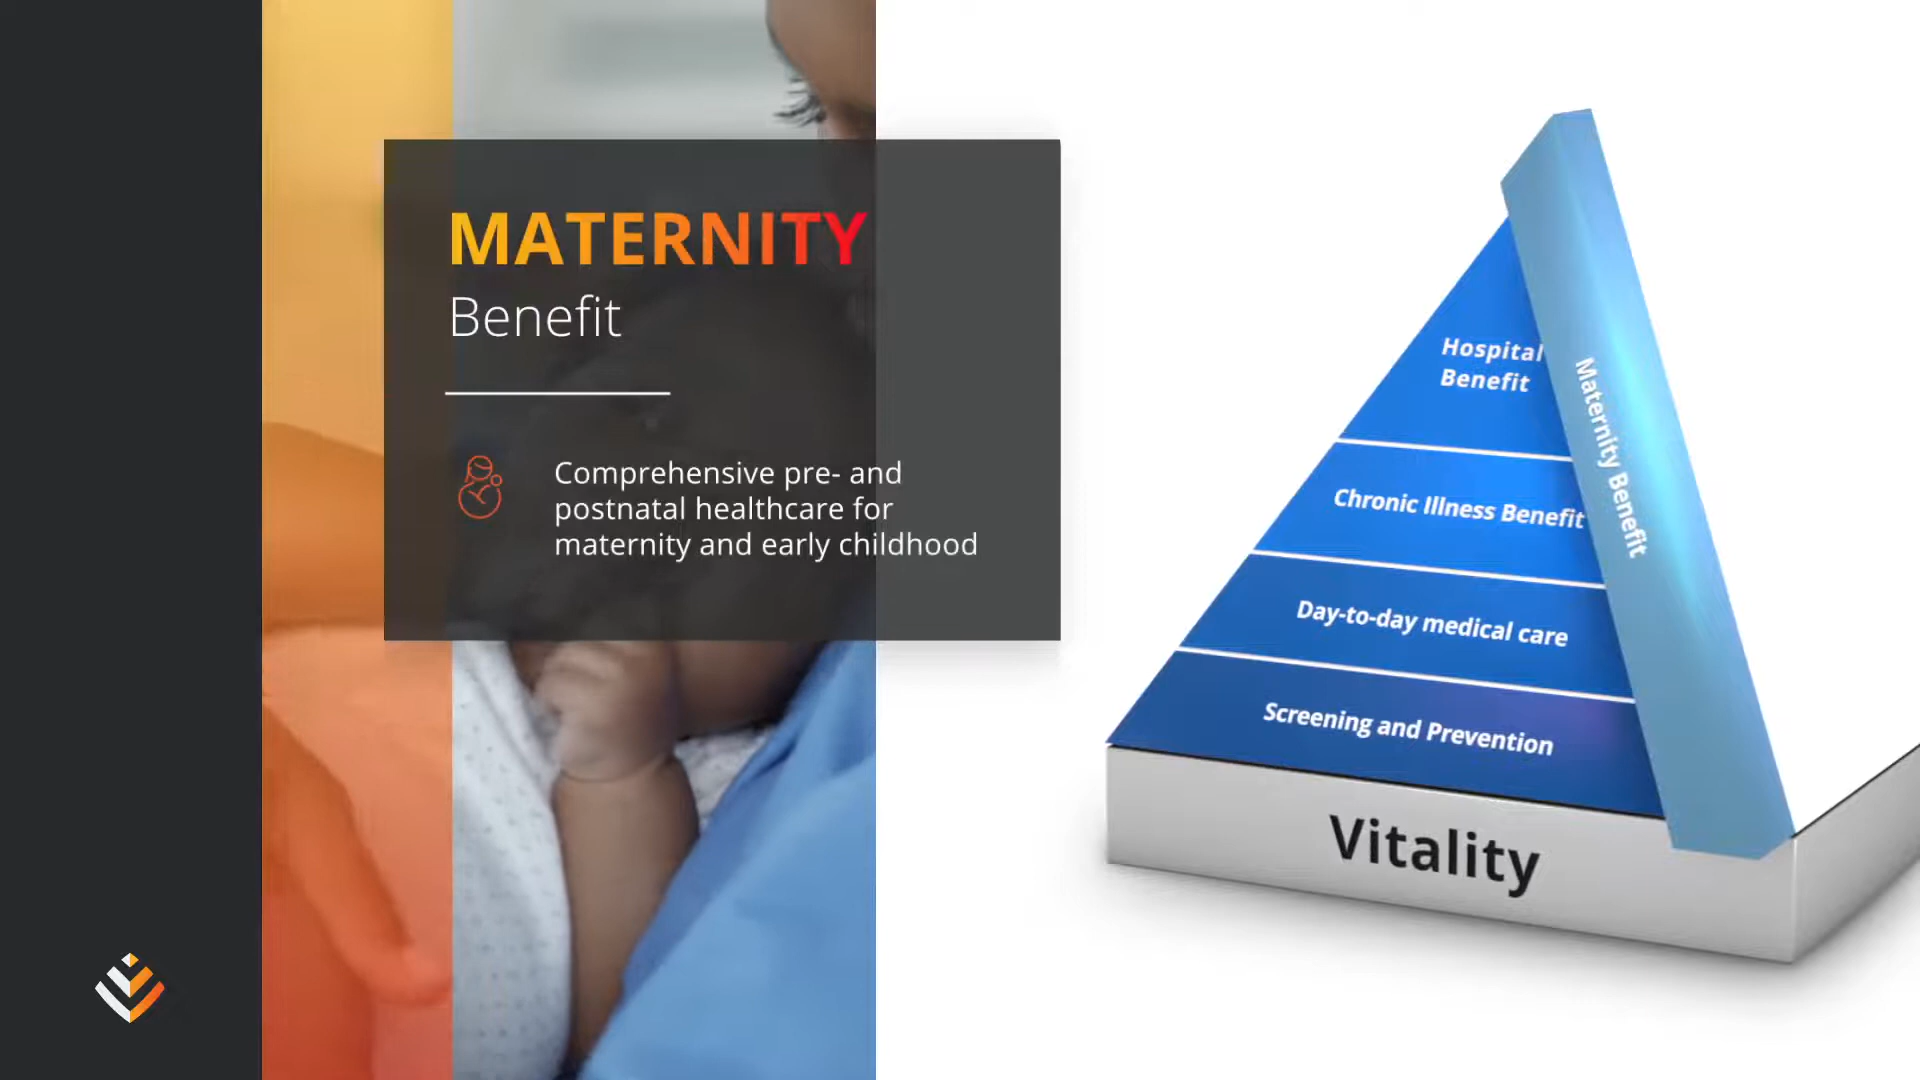 MATERNITY
Benefit
Comprehensive pre- and
postnatal healthcare for
maternity and early childhood
Hospital
Benefit
Chronic Illness Benefit
Day-to-day medical care
Screening and Prevention
Maternity Benefit
Vitality